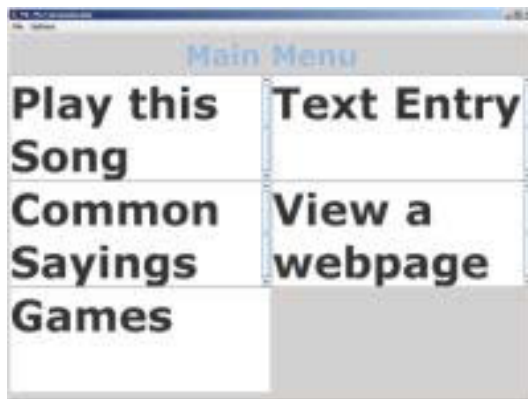 Main Menu
Play this
Song
Text Entry
Common
Sayings
View a
webpage
Games